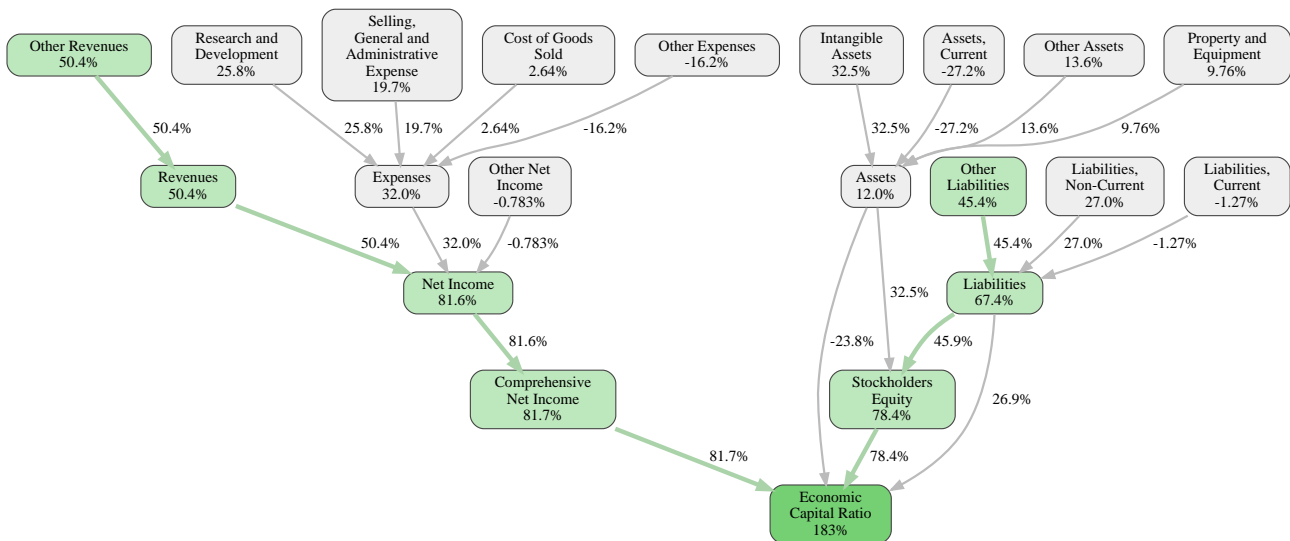 Other Revenues
50.4%
Research and
Development
25.8%
Selling,
General and
Administrative
Expense
19.7%
Cost of Goods
Sold
2.64%
Other Expenses
-16.2%
Intangible
Assets
32.5%
Assets,
Current
-27.2%
Other Assets
13.6%
Property and
Equipment
9.76%
50.4%
25.8%
19.7%
2.64%
-16.2%
32.5%
-27.2%
13.6%
9.76%
Revenues
50.4%
Expenses
32.0%
Other Net
Income
-0.783%
Assets
12.0%
Other
Liabilities
45.4%
Liabilities,
Non-Current
27.0%
Liabilities,
Current
-1.27%
50.4%
32.0%
-0.783%
45.4%
27.0%
-1.27%
Net Income
81.6%
32.5%
Liabilities
67.4%
81.6%
-23.8%
45.9%
Comprehensive
Net Income
81.7%
Stockholders
Equity
78.4%
26.9%
81.7%
78.4%
Economic
Capital Ratio
183%